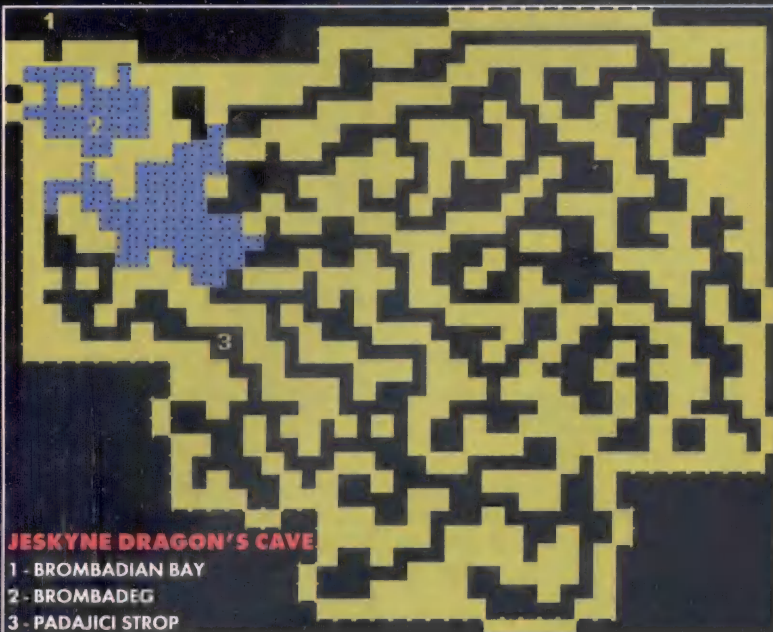 1
2
3
JESKYNE DRAGON'S CAVE
1 - BROMBADIAN BAY
2 - BROMBADEG
3 - PADAJICI STROP